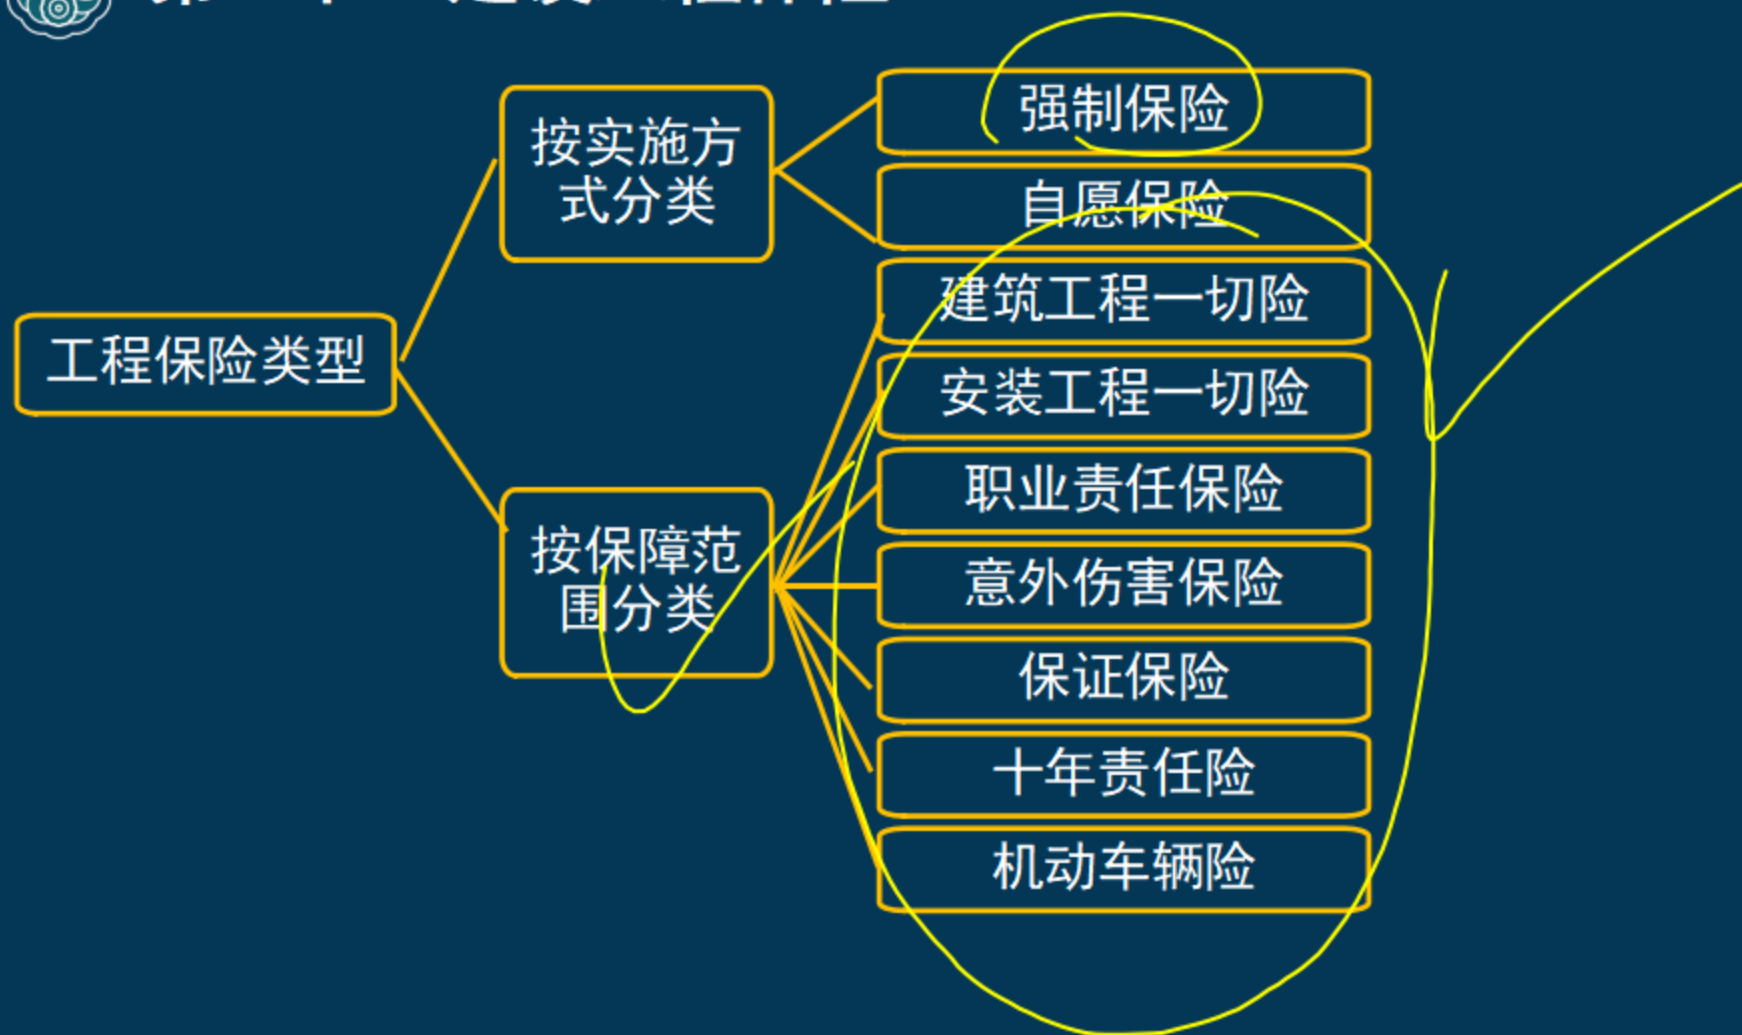 强制保险
按实施方
式分类
自愿保险
建筑工程一切险
工程保险类型
安装工程一切险
职业责任保险
按保障范
围分类
意外伤害保险
保证保险
十年责任险
机动车辆险